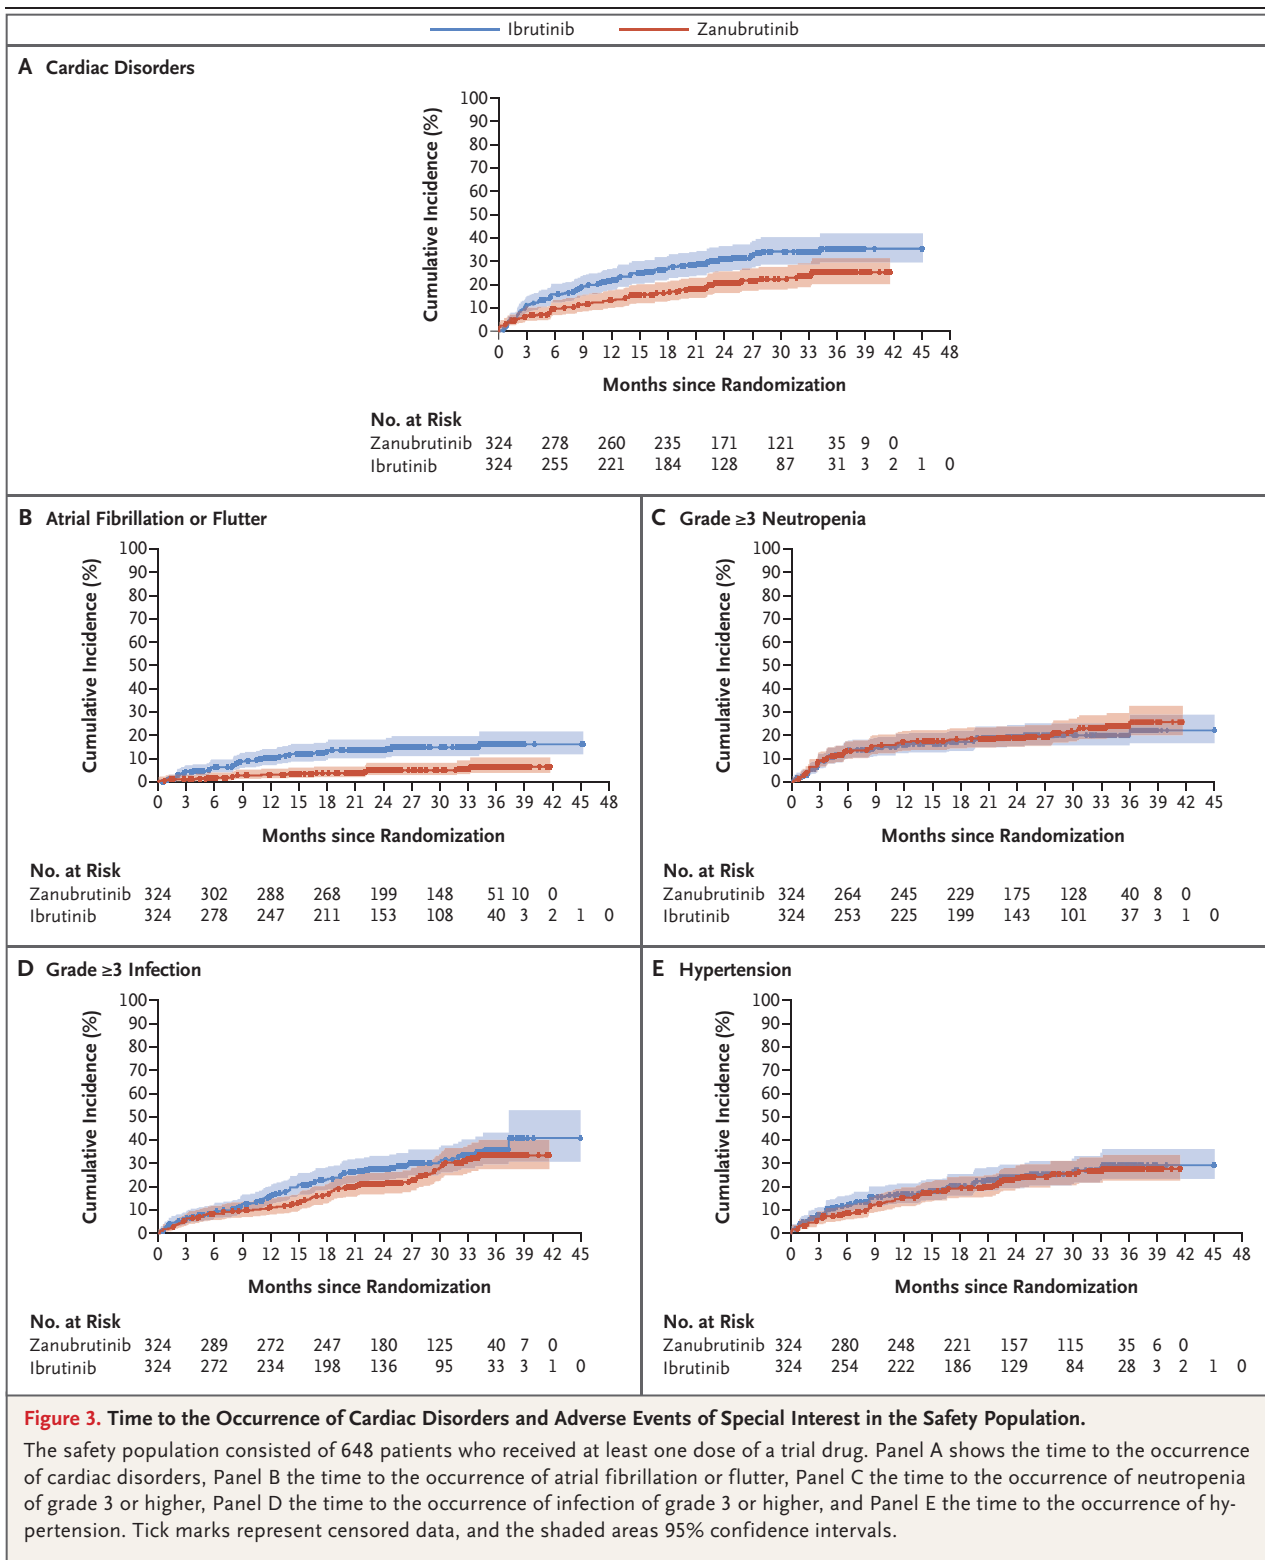 Ibrutinib Zanubrutinib
A Cardiac Disorders
Cumulative Incidence (%)
100
90
80
70
60
50
40
30
20
10
0
0 3 6 9 12 15 18 21 24 27 30 33 36 39 42 45 48
Months since Randomization
No. at Risk
Zanubrutinib 324 278 260 235 171 121 35 9 0
Ibrutinib 324 255 221 184 128 87 31 3 2 1 0
B Atrial Fibrillation or Flutter
Cumulative Incidence (%)
100
90
80
70
60
50
40
30
20
10
0
0 3 6 9 12 15 18 21 24 27 30 33 36 39 42 45 48
Months since Randomization
No. at Risk
Zanubrutinib 324 302 288 268 199 148 51 10 0
Ibrutinib 324 278 247 211 153 108 40 3 2 1 0
C Grade ≥3 Neutropenia
Cumulative Incidence (%)
100
90
80
70
60
50
40
30
20
10
0
0 3 6 9 12 15 18 21 24 27 30 33 36 39 42 45
Months since Randomization
No. at Risk
Zanubrutinib 324 264 245 229 175 128 40 8 0
Ibrutinib 324 253 225 199 143 101 37 3 1 0
D Grade ≥3 Infection
Cumulative Incidence (%)
100
90
80
70
60
50
40
30
20
10
0
0 3 6 9 12 15 18 21 24 27 30 33 36 39 42 45
Months since Randomization
No. at Risk
Zanubrutinib 324 289 272 247 180 125 40 7 0
Ibrutinib 324 272 234 198 136 95 33 3 1 0
E Hypertension
Cumulative Incidence (%)
100
90
80
70
60
50
40
30
20
10
0
0 3 6 9 12 15 18 21 24 27 30 33 36 39 42 45 48
Months since Randomization
No. at Risk
Zanubrutinib 324 280 248 221 157 115 35 6 0
Ibrutinib 324 254 222 186 129 84 28 3 2 1 0
Figure 3. Time to the Occurrence of Cardiac Disorders and Adverse Events of Special Interest in the Safety Population.
The safety population consisted of 648 patients who received at least one dose of a trial drug. Panel A shows the time to the occurrence
of cardiac disorders, Panel B the time to the occurrence of atrial fibrillation or flutter, Panel C the time to the occurrence of neutropenia
of grade 3 or higher, Panel D the time to the occurrence of infection of grade 3 or higher, and Panel E the time to the occurrence of hy-
pertension. Tick marks represent censored data, and the shaded areas 95% confidence intervals.